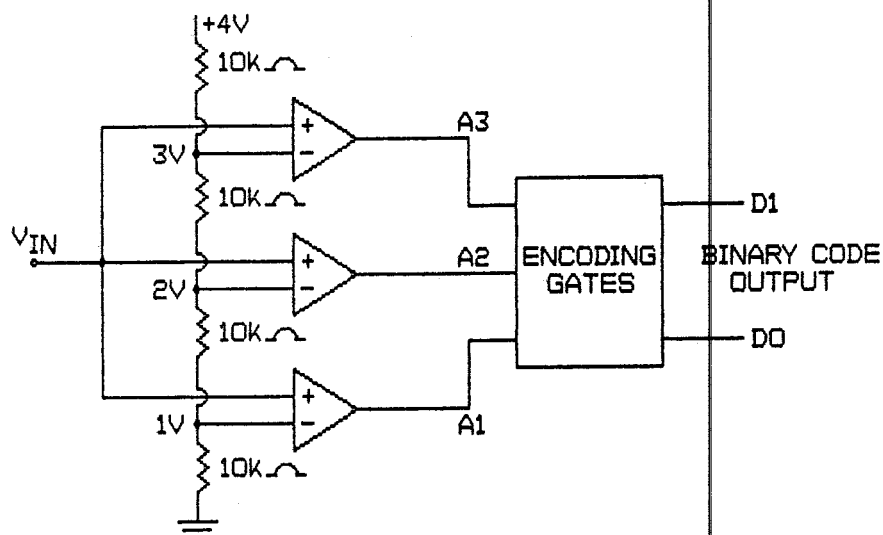 +4V
10K
A3
3V
10K
D1
VIN
A2
ENCODING
GATES
BINARY CODE
OUTPUT
2V
10K
D0
1V
A1
10K
+
−
+
−
+
−